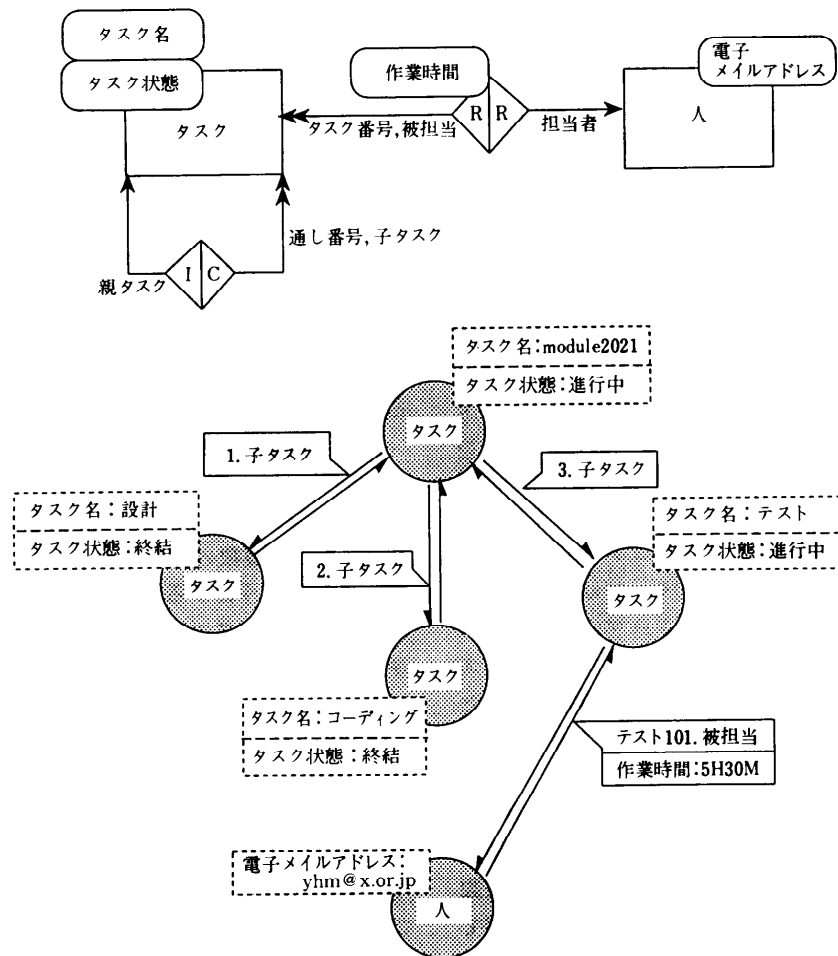 タスク名
タスク状態
タスク
作業時間
電子
メイルアドレス
人
タスク番号,被担当
R
R
担当者
親タスク
I
C
通し番号,子タスク
タスク名:module2021
タスク状態:進行中
タスク
1.子タスク
3.子タスク
タスク名:設計
タスク状態:終結
タスク
2.子タスク
タスク名:テスト
タスク状態:進行中
タスク
タスク
タスク名:コーディング
タスク状態:終結
テスト101.被担当
作業時間:5H30M
電子メイルアドレス:
yhm@x.or.jp
人